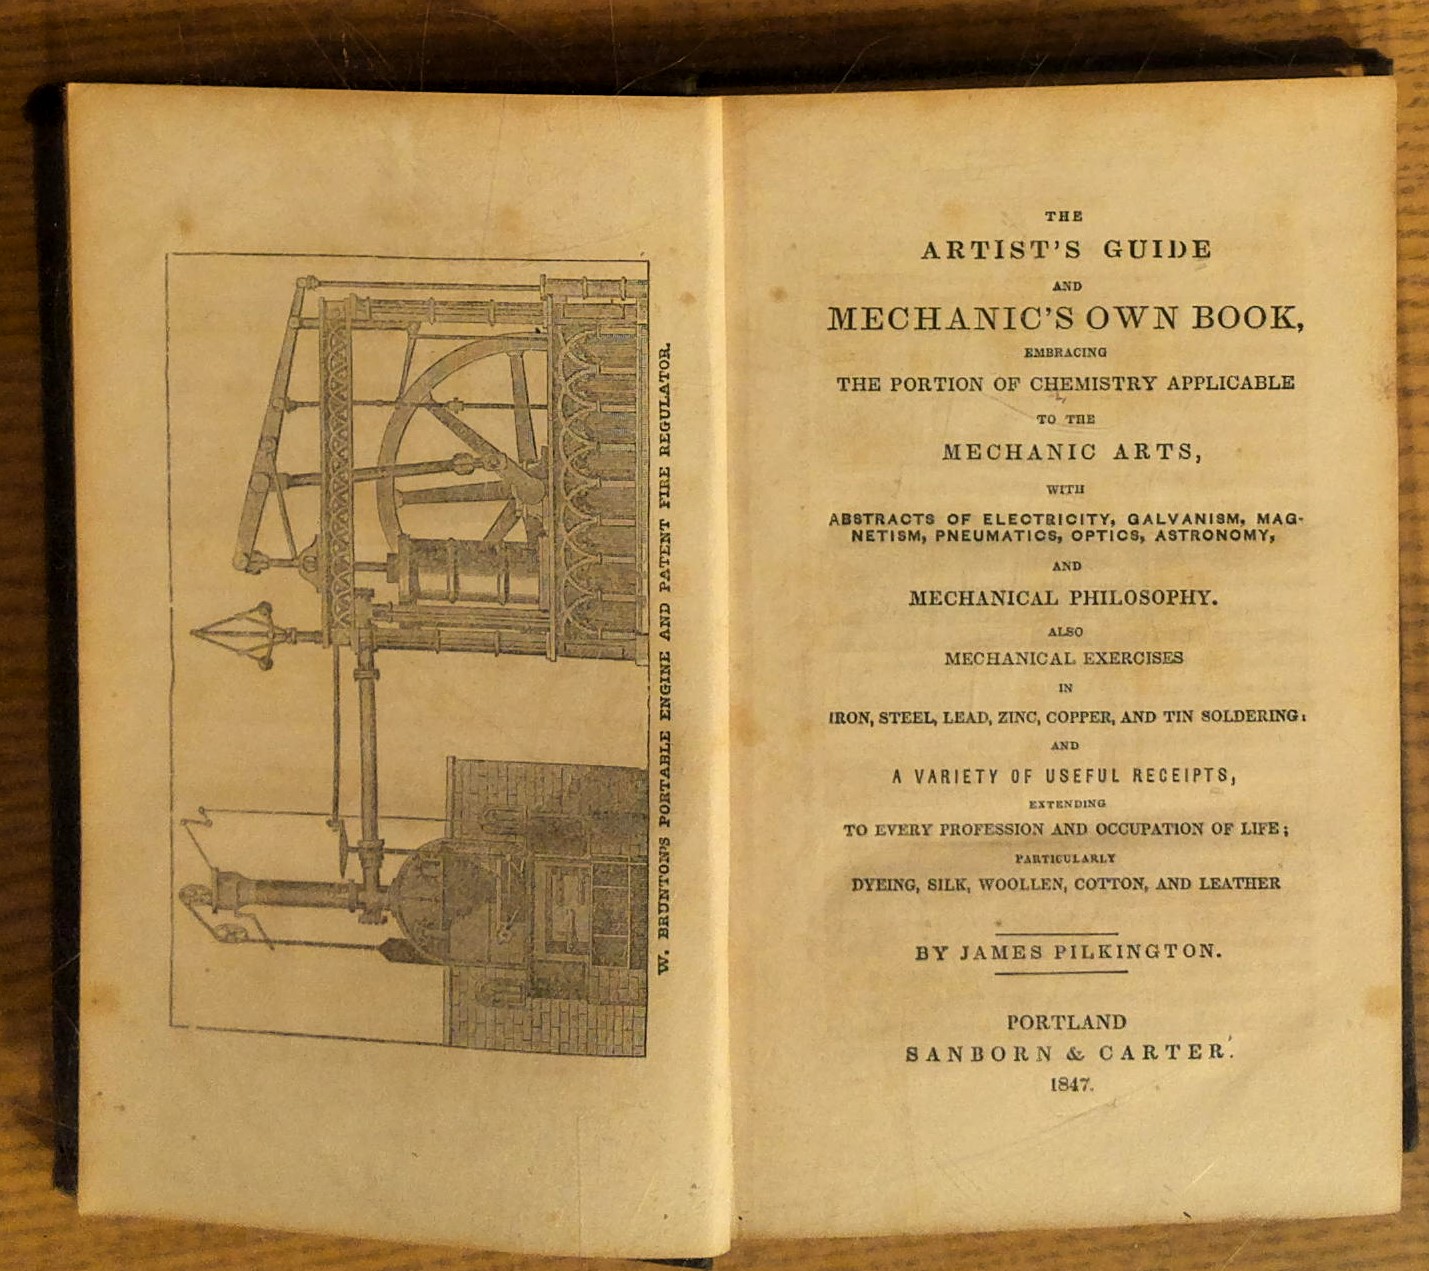 W. BRUNTON'S PORTABLE ENGINE AND PATENT FIRE REGULATOR.
THE
ARTIST'S GUIDE
AND
MECHANIC'S OWN BOOK,
EMBRACING
THE PORTION OF CHEMISTRY APPLICABLE
TO THE
MECHANIC ARTS,
WITH
ABSTRACTS OF ELECTRICITY, GALVANISM, MAG-
NETISM, PNEUMATICS, OPTICS, ASTRONOMY,
AND
MECHANICAL PHILOSOPHY.
ALSO
MECHANICAL EXERCISES
IN
IRON, STEEL, LEAD, ZINC, COPPER, AND TIN SOLDERING;
AND
A VARIETY OF USEFUL RECEIPTS,
EXTENDING
TO EVERY PROFESSION AND OCCUPATION OF LIFE;
PARTICULARLY
DYEING, SILK, WOOLLEN, COTTON, AND LEATHER
BY JAMES PILKINGTON.
PORTLAND
SANBORN & CARTER.
1847.